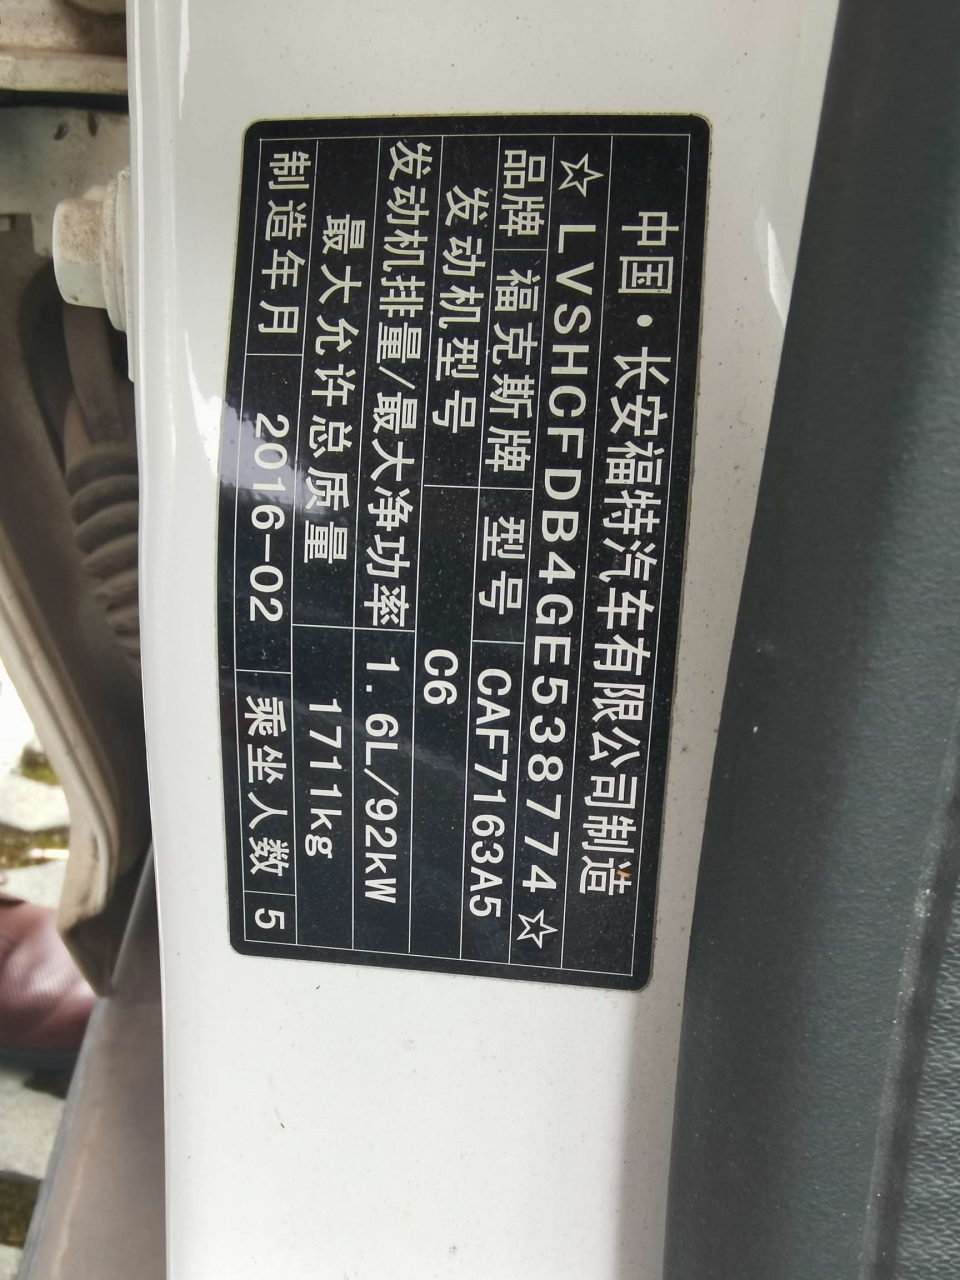 中国·长安福特汽车有限公司制造
☆LVSHCFDB4GE538774☆
品牌 福克斯牌 型号 CAF7163A5
发动机型号 C6
发动机排量/最大净功率 1.6L/92kW
最大允许总质量 1711kg
制造年月 2016-02 乘坐人数 5